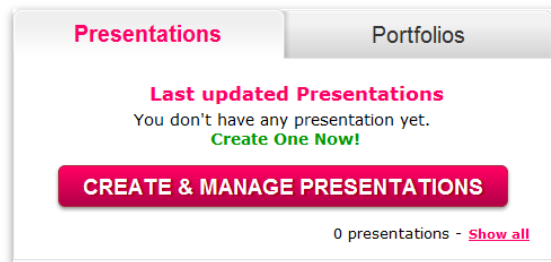 Presentations
Portfolios
Last updated Presentations
You don't have any presentation yet.
Create One Now!
CREATE & MANAGE PRESENTATIONS
0 presentations - Show all